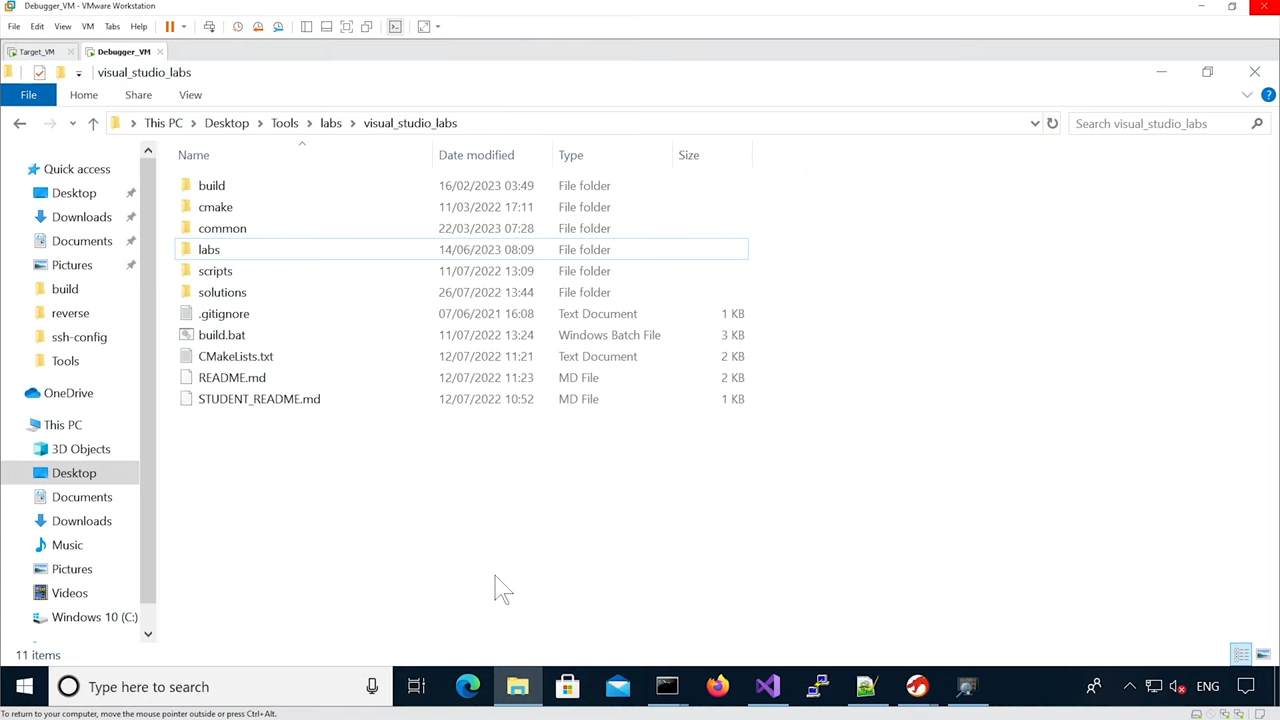 Debugger_VM - VMware Workstation
File Edit View VM Tabs Help
Target_VM Debugger_VM
visual_studio_labs
File Home Share View
This PC Desktop Tools labs visual_studio_labs
Search visual_studio_labs
Name Date modified Type Size
Quick access
Desktop
Downloads
Documents
Pictures
build
reverse
ssh-config
Tools
OneDrive
This PC
3D Objects
Desktop
Documents
Downloads
Music
Pictures
Videos
Windows 10 (C:)
build 16/02/2023 03:49 File folder
cmake 11/03/2022 17:11 File folder
common 22/03/2023 07:28 File folder
labs 14/06/2023 08:09 File folder
scripts 11/07/2022 13:09 File folder
solutions 26/07/2022 13:44 File folder
.gitignore 07/06/2021 16:08 Text Document 1 KB
build.bat 11/07/2022 13:24 Windows Batch File 3 KB
CMakeLists.txt 12/07/2022 11:21 Text Document 2 KB
README.md 12/07/2022 11:23 MD File 2 KB
STUDENT_README.md 12/07/2022 10:52 MD File 1 KB
11 items
Type here to search
ENG
To return to your computer, move the mouse pointer outside or press Ctrl+Alt.